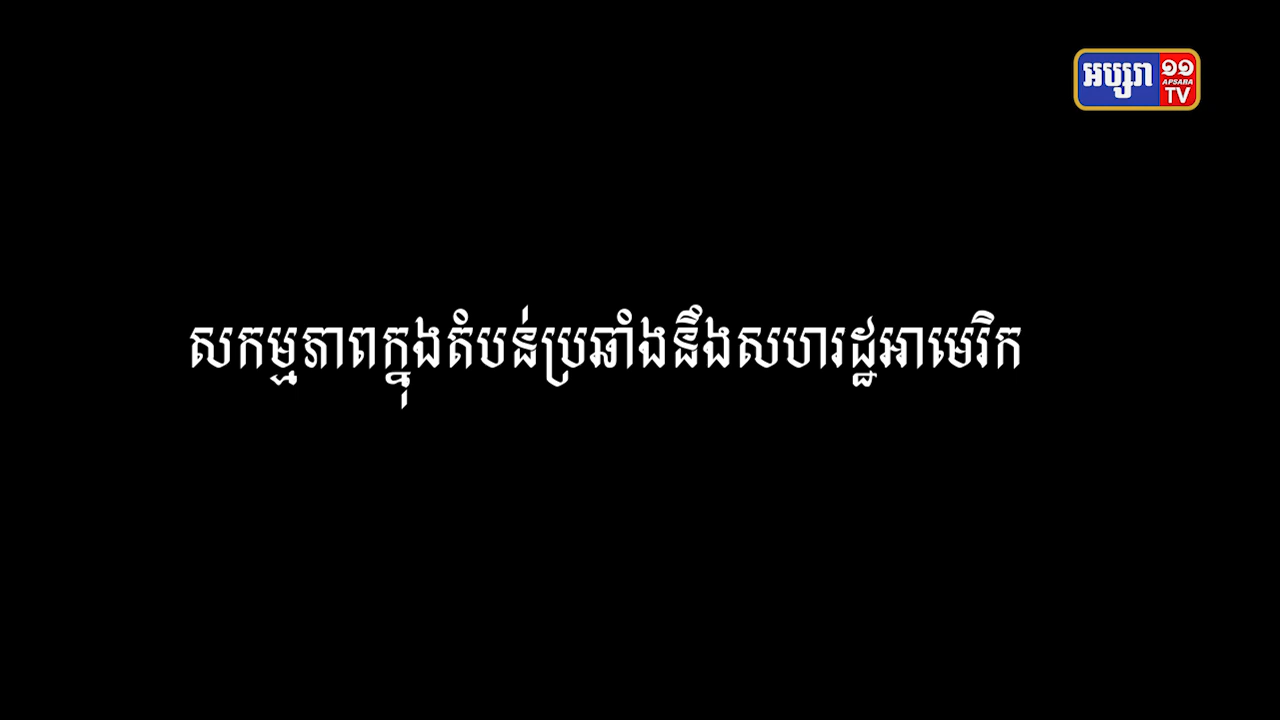 អប្សរា ១១
APSARA
TV
សកម្មភាពក្នុងតំបន់ប្រឆាំងនឹងសហរដ្ឋអាមេរិក